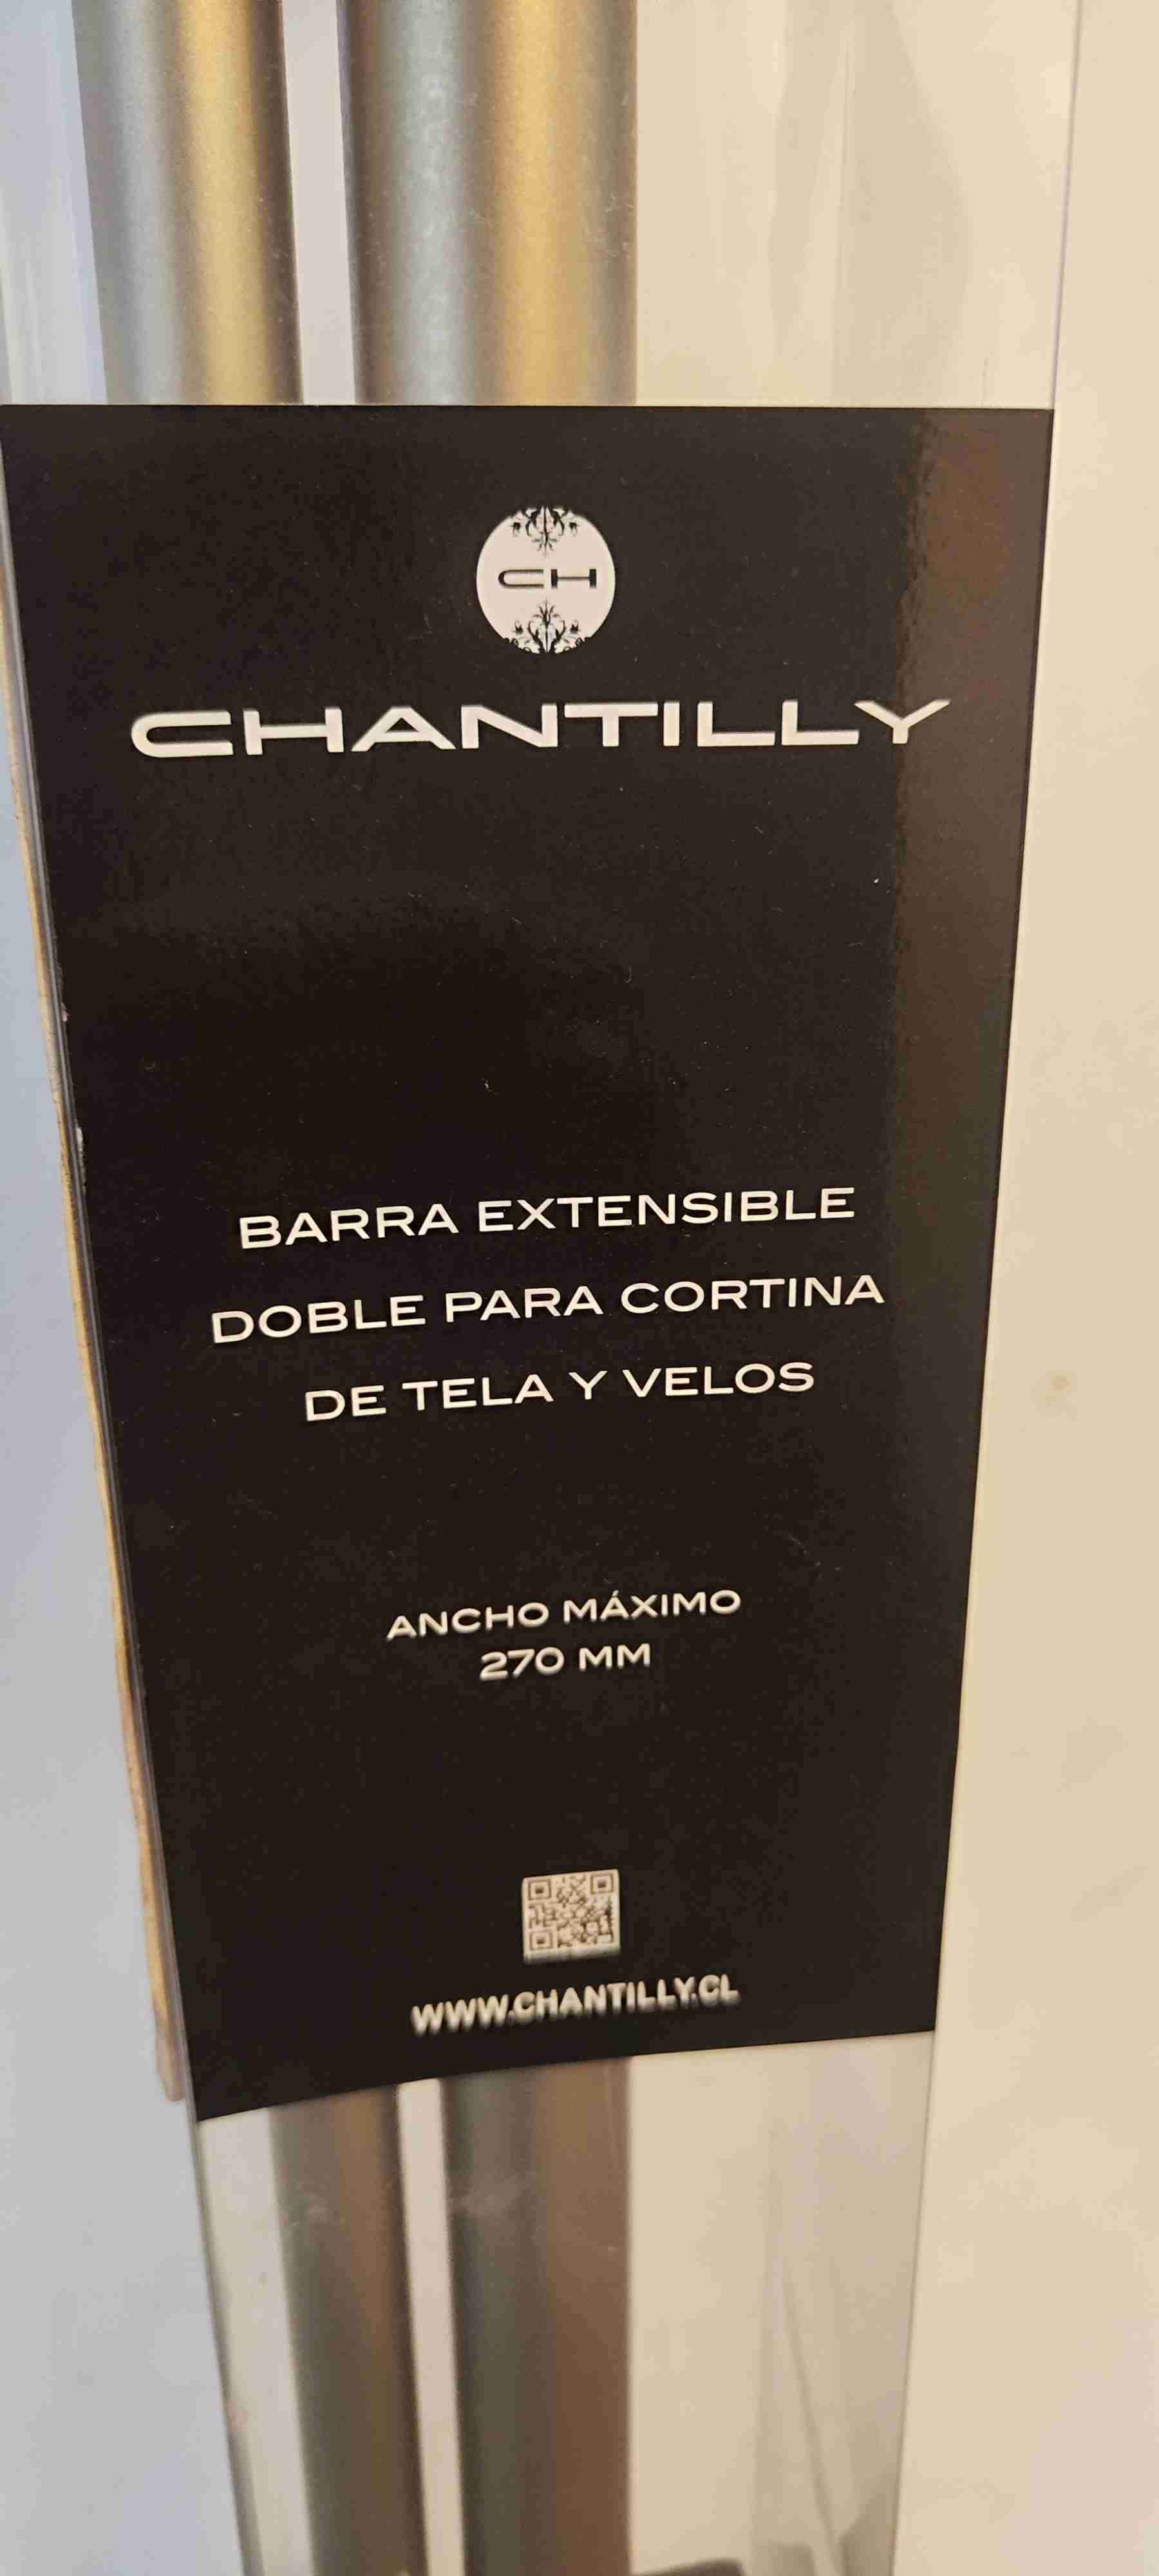 CH
CHANTILLY
BARRA EXTENSIBLE
DOBLE PARA CORTINA
DE TELA Y VELOS
ANCHO MÁXIMO
270 MM
WWW.CHANTILLY.CL